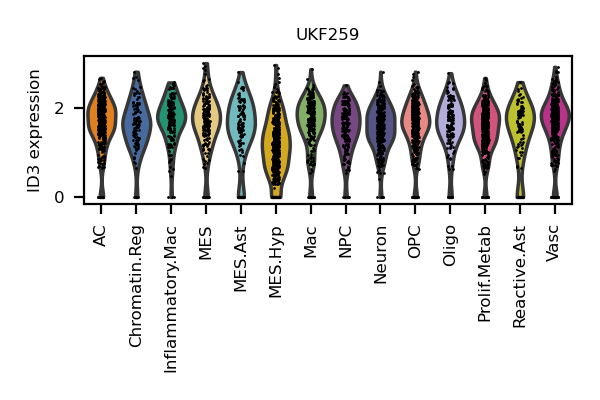 UKF259
ID3 expression
2
0
AC
Chromatin.Reg
Inflammatory.Mac
MES
MES.Ast
MES.Hyp
Mac
NPC
Neuron
OPC
Oligo
Prolif.Metab
Reactive.Ast
Vasc